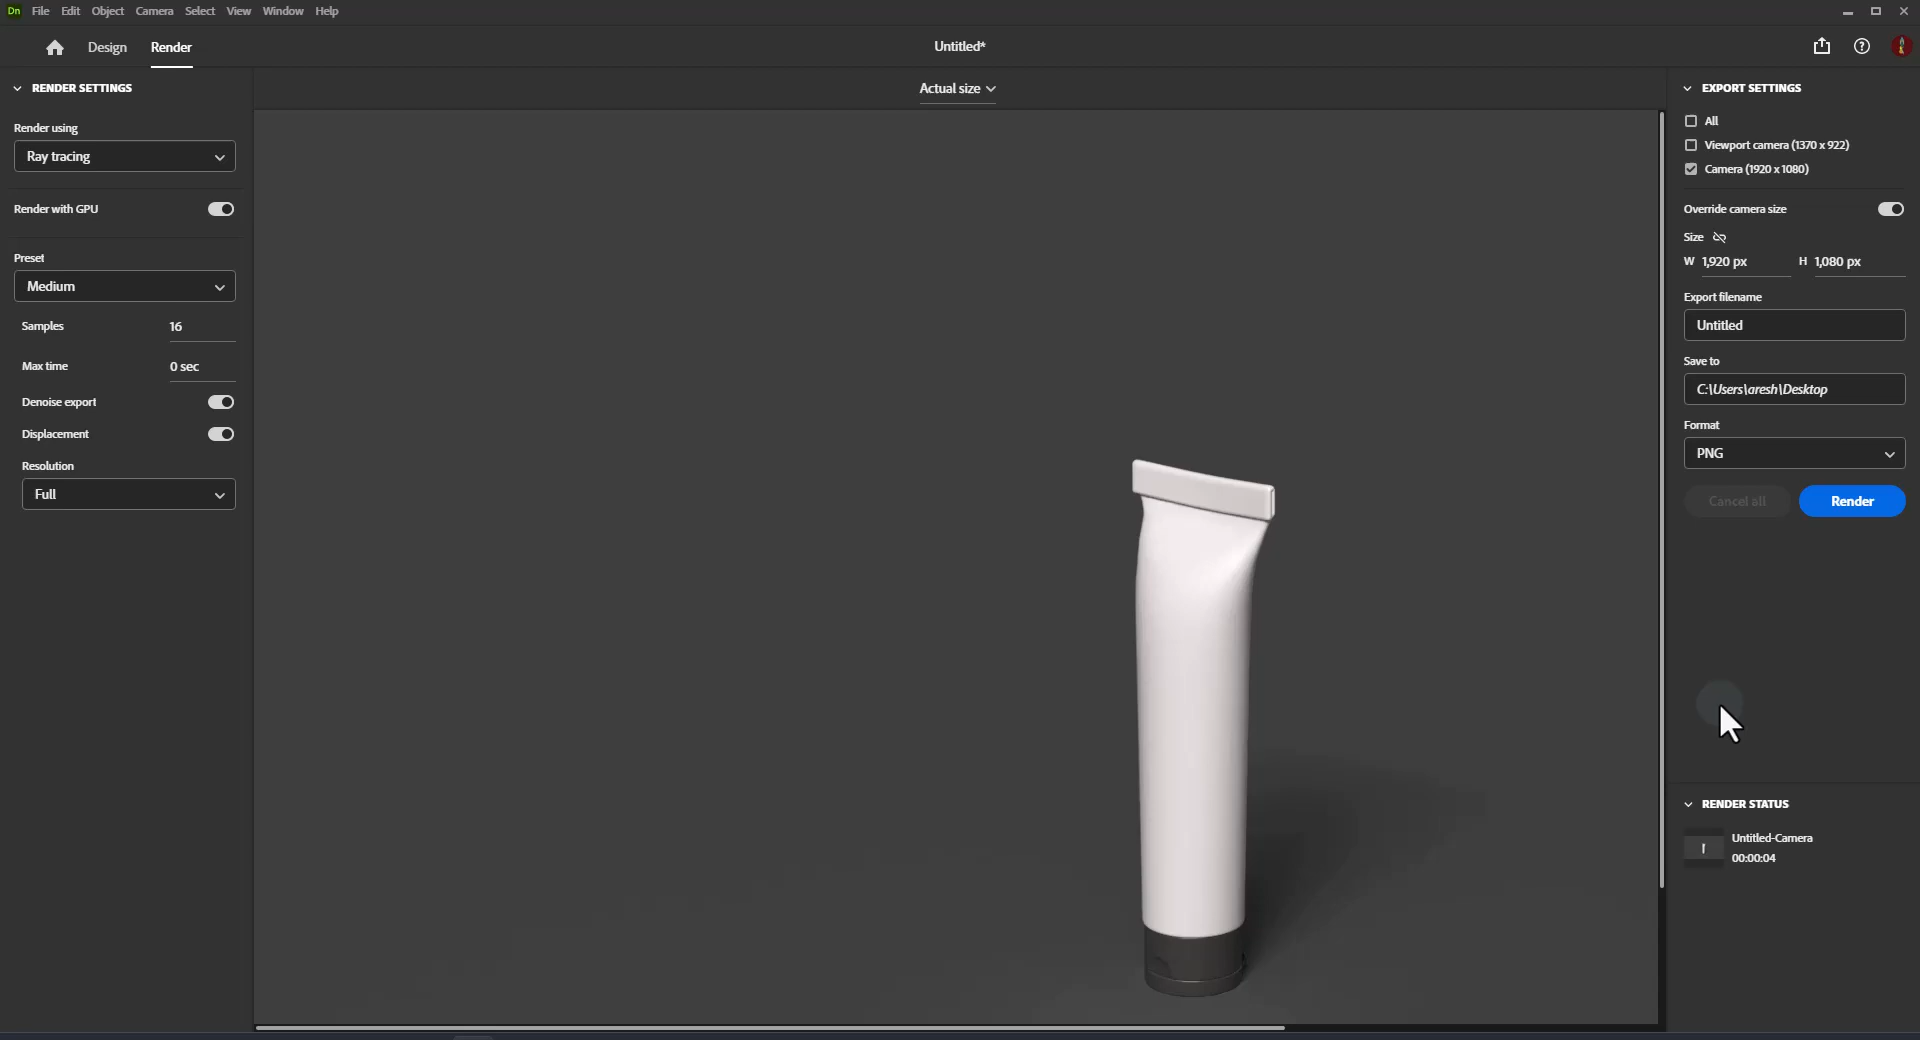 Dn File Edit Object Camera Select View Window Help
Design Render Untitled*
RENDER SETTINGS
Render using
Ray tracing
Render with GPU
Preset
Medium
Samples 16
Max time 0 sec
Denoise export
Displacement
Resolution
Full
Actual size
EXPORT SETTINGS
All
Viewport camera (1370 x 922)
Camera (1920 x 1080)
Override camera size
Size
W 1,920 px H 1,080 px
Export filename
Untitled
Save to
C:\Users\aresh\Desktop
Format
PNG
Cancel all Render
RENDER STATUS
Untitled-Camera
00:00:04